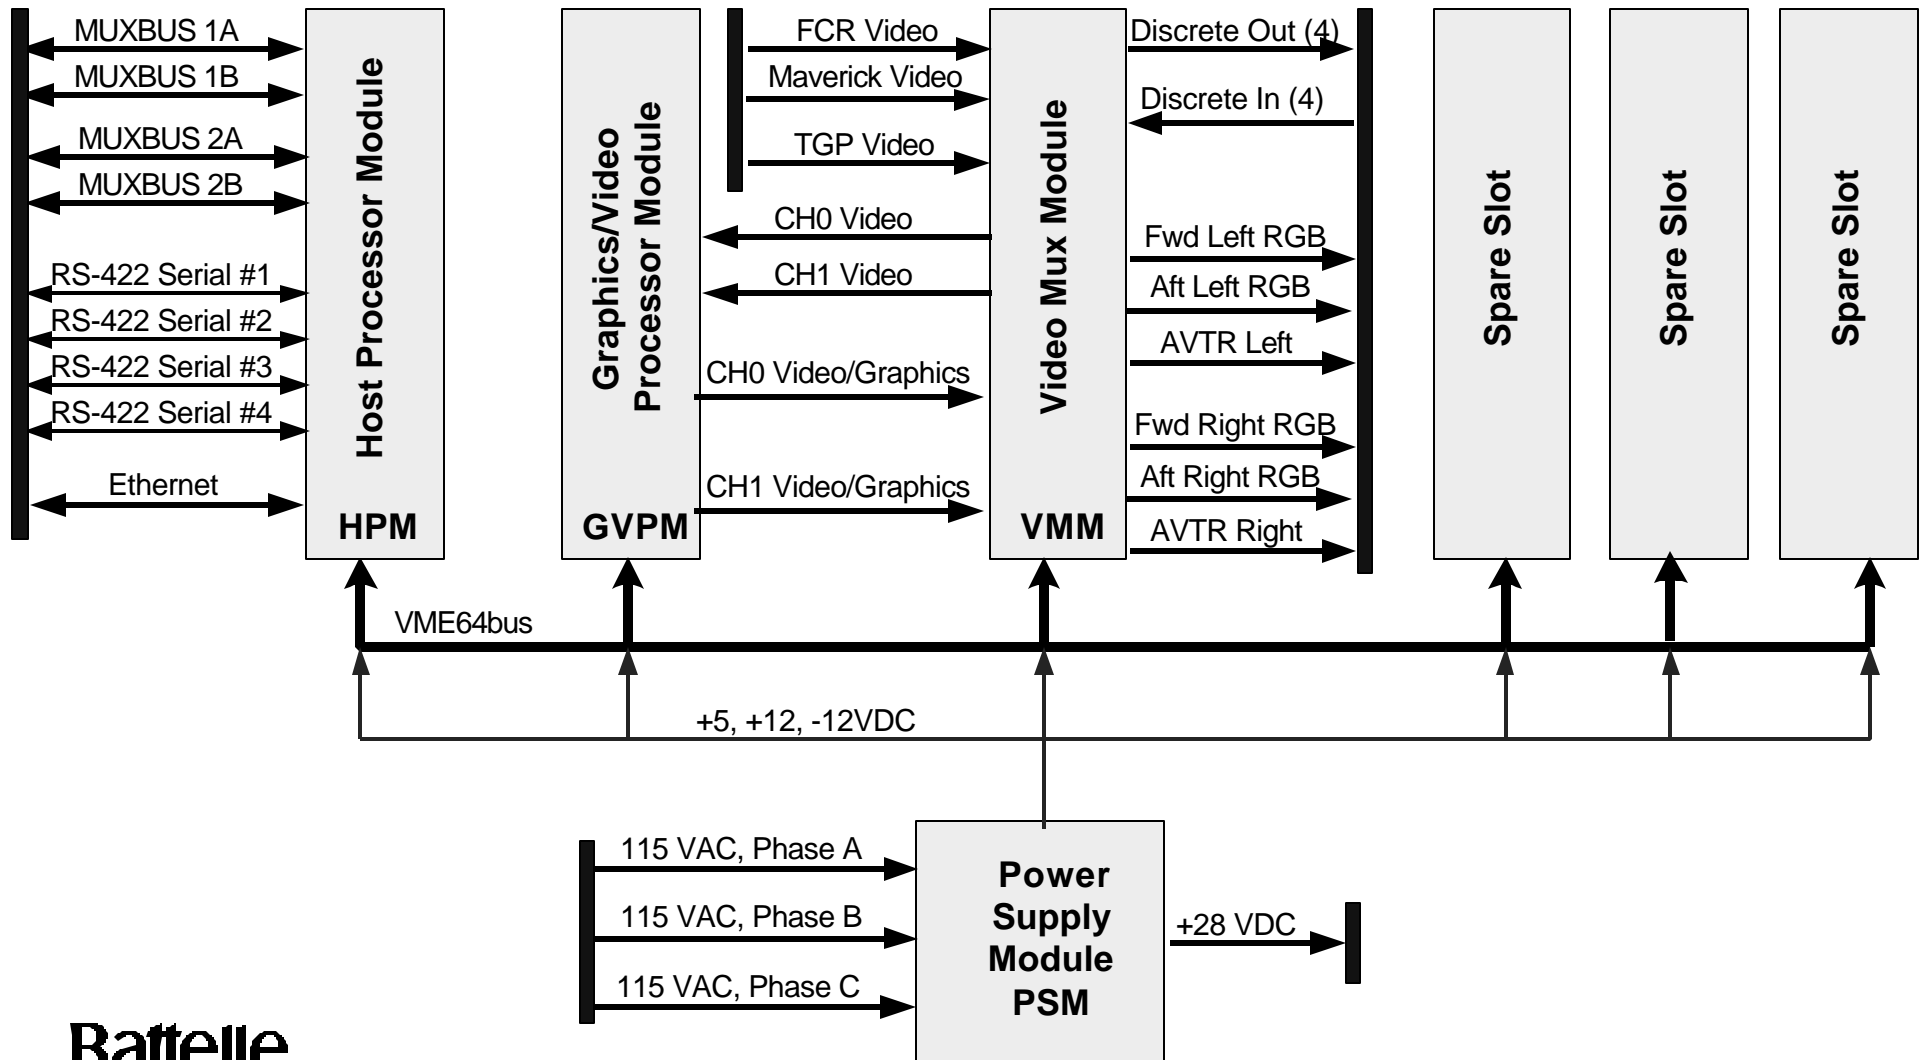 MUXBUS 1A
MUXBUS 1B
MUXBUS 2A
MUXBUS 2B
RS-422 Serial #1
RS-422 Serial #2
RS-422 Serial #3
RS-422 Serial #4
Ethernet
Host Processor Module
HPM
Graphics/Video
Processor Module
GVPM
FCR Video
Maverick Video
TGP Video
CH0 Video
CH1 Video
CH0 Video/Graphics
CH1 Video/Graphics
Video Mux Module
VMM
Discrete Out (4)
Discrete In (4)
Fwd Left RGB
Aft Left RGB
AVTR Left
Fwd Right RGB
Aft Right RGB
AVTR Right
Spare Slot
Spare Slot
Spare Slot
VME64bus
+5, +12, -12VDC
115 VAC, Phase A
115 VAC, Phase B
115 VAC, Phase C
Power
Supply
Module
PSM
+28 VDC
Battelle